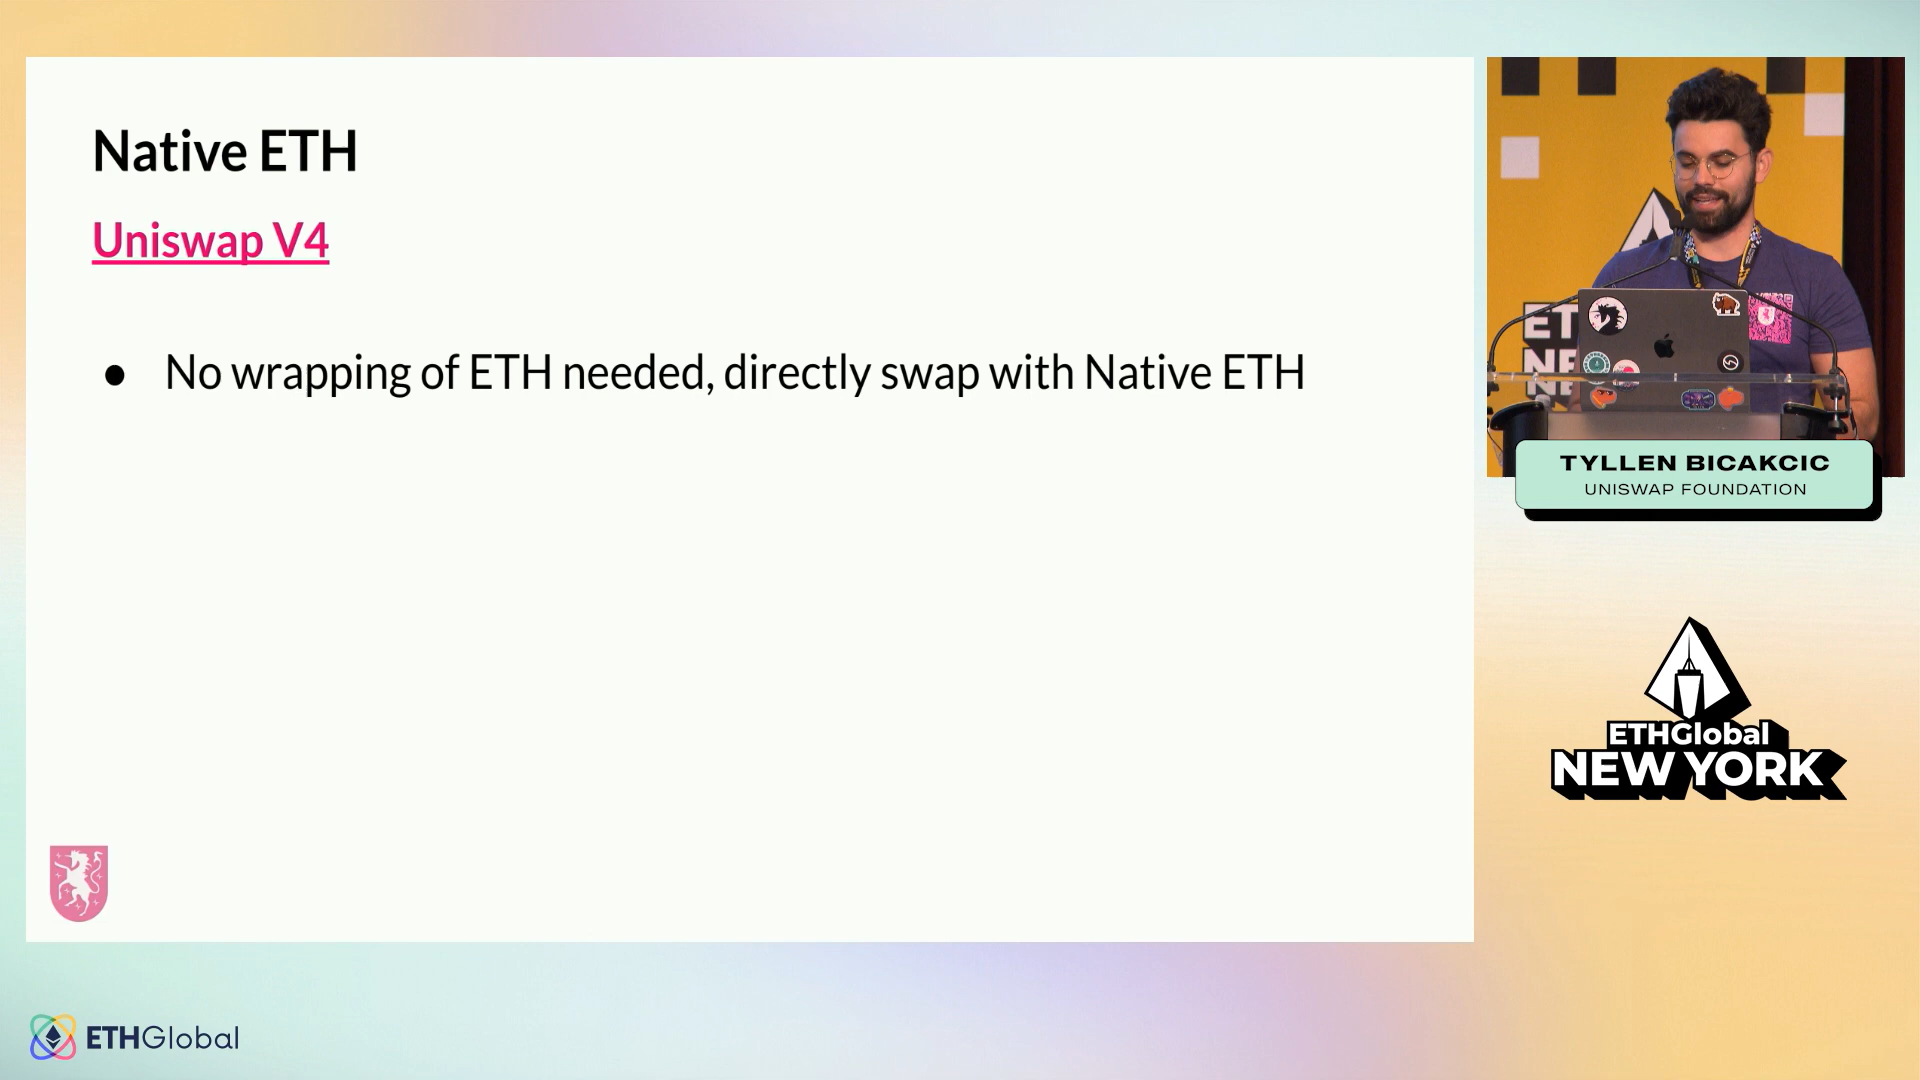 Native ETH
Uniswap V4
● No wrapping of ETH needed, directly swap with Native ETH
TYLLEN BICAKCIC
UNISWAP FOUNDATION
ETHGlobal
NEW YORK
ETHGlobal